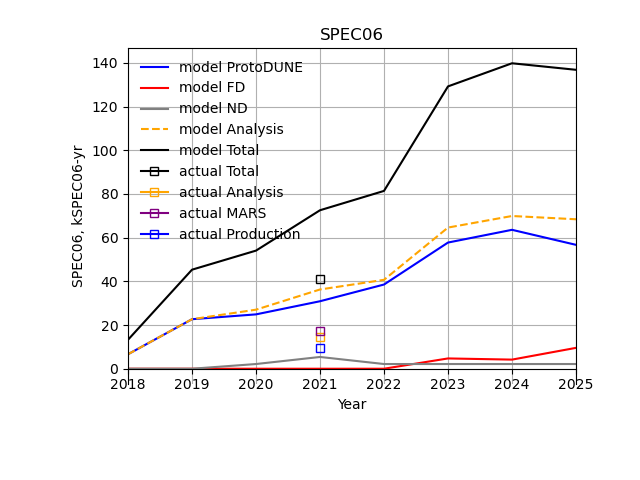 SPEC06
140
120
100
80
60
40
20
0
SPEC06, kSPEC06-yr
model ProtoDUNE
model FD
model ND
model Analysis
model Total
actual Total
actual Analysis
actual MARS
actual Production
2018 2019 2020 2021 2022 2023 2024 2025
Year